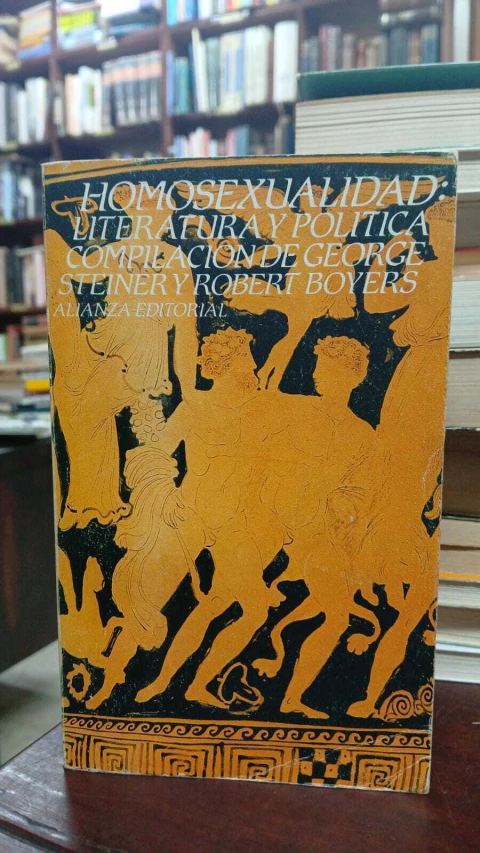 HOMOSEXUALIDAD:
LITERATURA Y POLITICA
COMPILACION DE GEORGE
STEINER Y ROBERT BOYERS
ALIANZA EDITORIAL